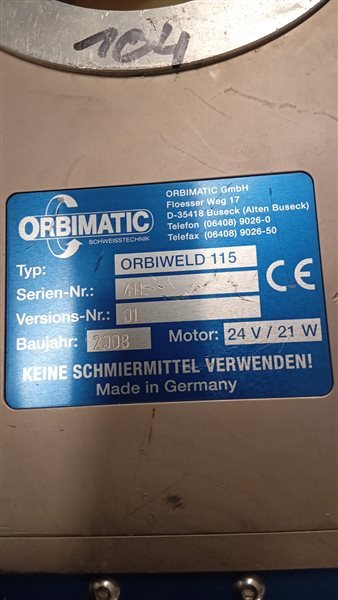 104
ORBIMATIC
SCHWEISSTECHNIK
ORBIMATIC GmbH
Floesser Weg 17
D-35418 Buseck (Alten Buseck)
Telefon (06408) 9026-0
Telefax (06408) 9026-50
Typ: ORBIWELD 115
Serien-Nr.: 411
Versions-Nr.: 01
CE
Baujahr: 2008 Motor: 24 V / 21 W
KEINE SCHMIERMITTEL VERWENDEN!
Made in Germany